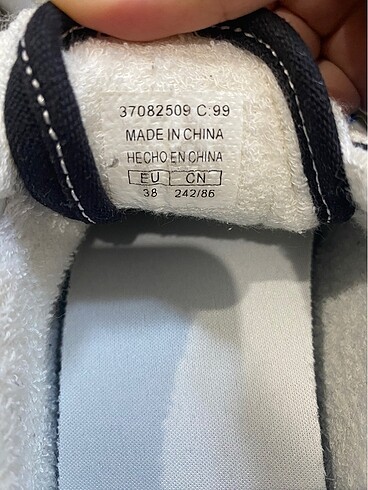 37082509 C.99
MADE IN CHINA
HECHO EN CHINA
EU CN
38 242/86